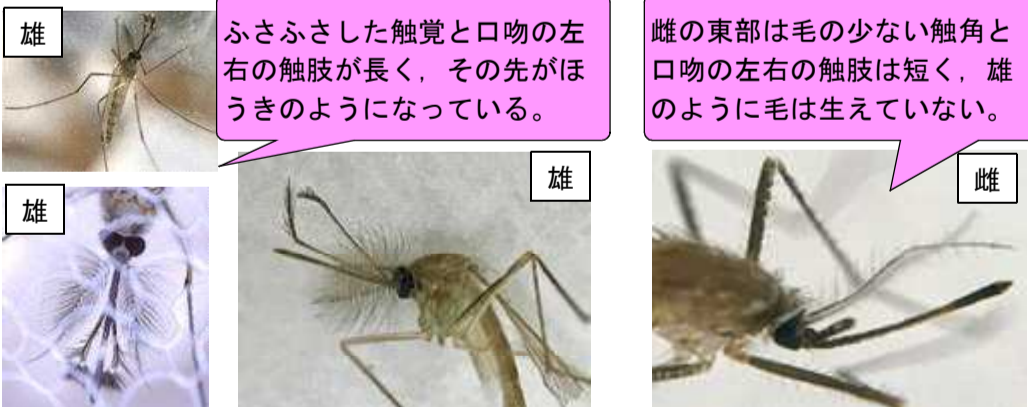 雄
ふさふさした触覚と口吻の左
右の触肢が長く，その先がほ
うきのようになっている。
雌の東部は毛の少ない触角と
口吻の左右の触肢は短く，雄
のように毛は生えていない。
雄
雄
雌